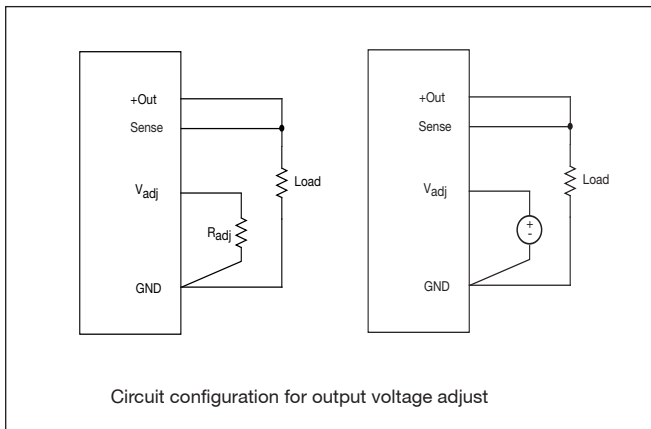 +Out
Sense
Vadj
Radj
GND
Load
+Out
Sense
Vadj
+
-
GND
Load
Circuit configuration for output voltage adjust